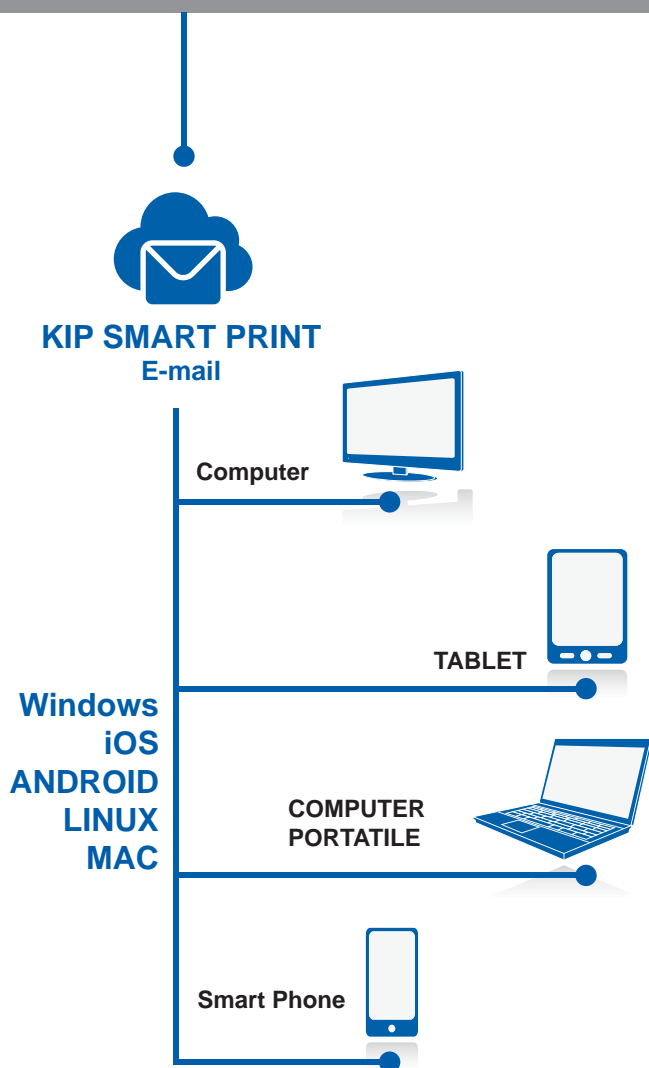 KIP SMART PRINT
E-mail
Computer
TABLET
Windows
iOS
ANDROID
LINUX
MAC
COMPUTER
PORTATILE
Smart Phone